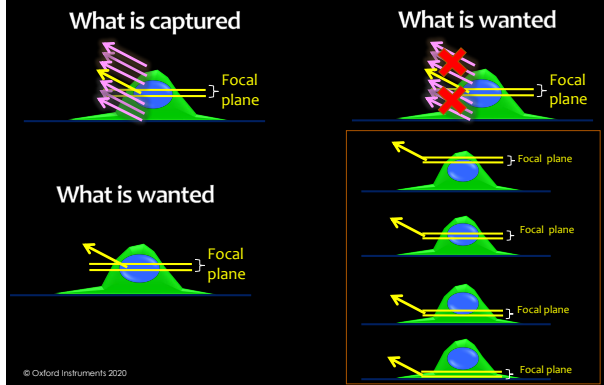 What is captured
Focal
plane
What is wanted
Focal
plane
What is wanted
Focal
plane
Focal plane
Focal plane
Focal plane
Focal plane
© Oxford Instruments 2020